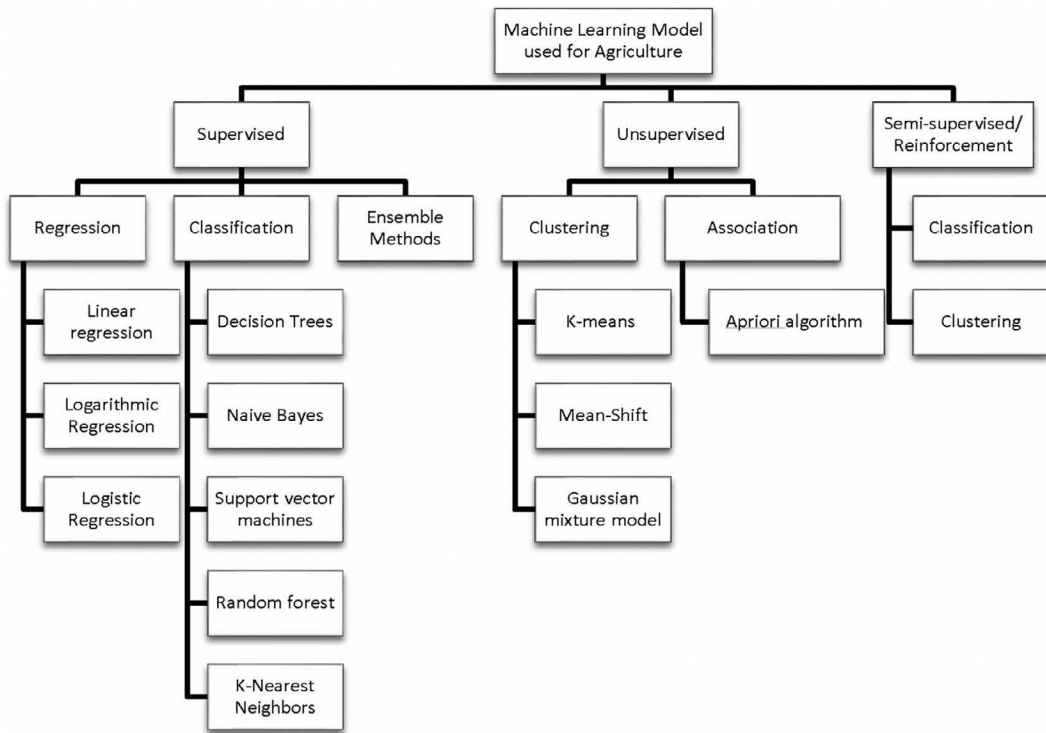 Machine Learning Model
used for Agriculture
Supervised
Unsupervised
Semi-supervised/
Reinforcement
Regression
Classification
Ensemble
Methods
Clustering
Association
Classification
Linear
regression
Decision Trees
K-means
Apriori algorithm
Clustering
Logarithmic
Regression
Naive Bayes
Mean-Shift
Logistic
Regression
Support vector
machines
Gaussian
mixture model
Random forest
K-Nearest
Neighbors